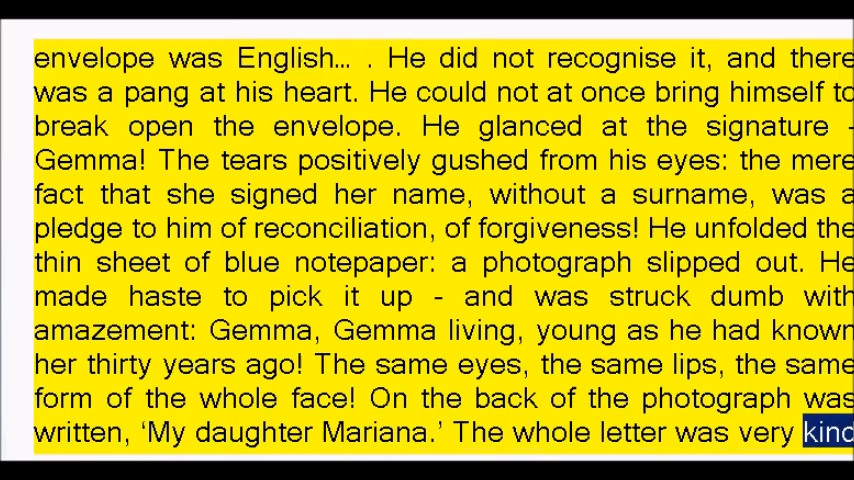 envelope was English... . He did not recognise it, and there
was a pang at his heart. He could not at once bring himself to
break open the envelope. He glanced at the signature -
Gemma! The tears positively gushed from his eyes: the mere
fact that she signed her name, without a surname, was a
pledge to him of reconciliation, of forgiveness! He unfolded the
thin sheet of blue notepaper: a photograph slipped out. He
made haste to pick it up - and was struck dumb with
amazement: Gemma, Gemma living, young as he had known
her thirty years ago! The same eyes, the same lips, the same
form of the whole face! On the back of the photograph was
written, ‘My daughter Mariana.’ The whole letter was very kind